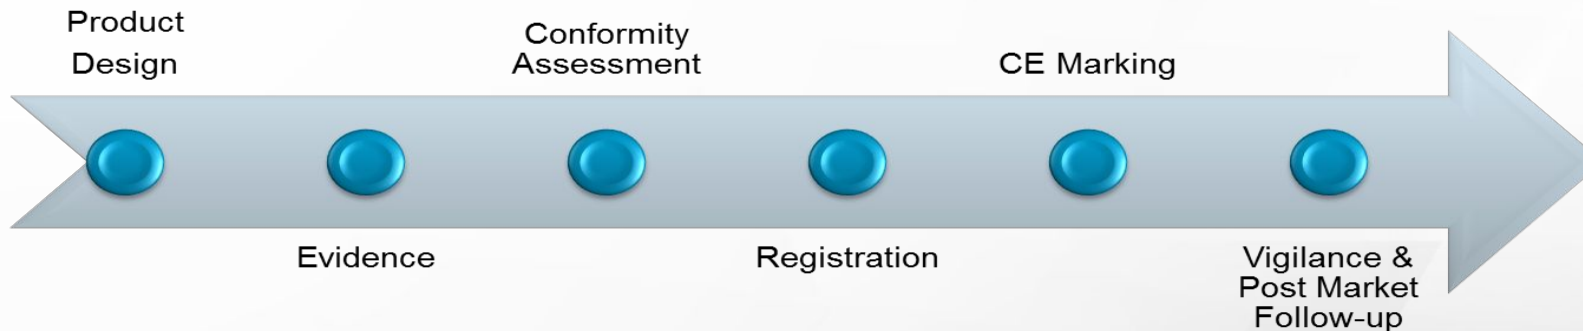 Product
Design
Evidence
Conformity
Assessment
Registration
CE Marking
Vigilance &
Post Market
Follow-up